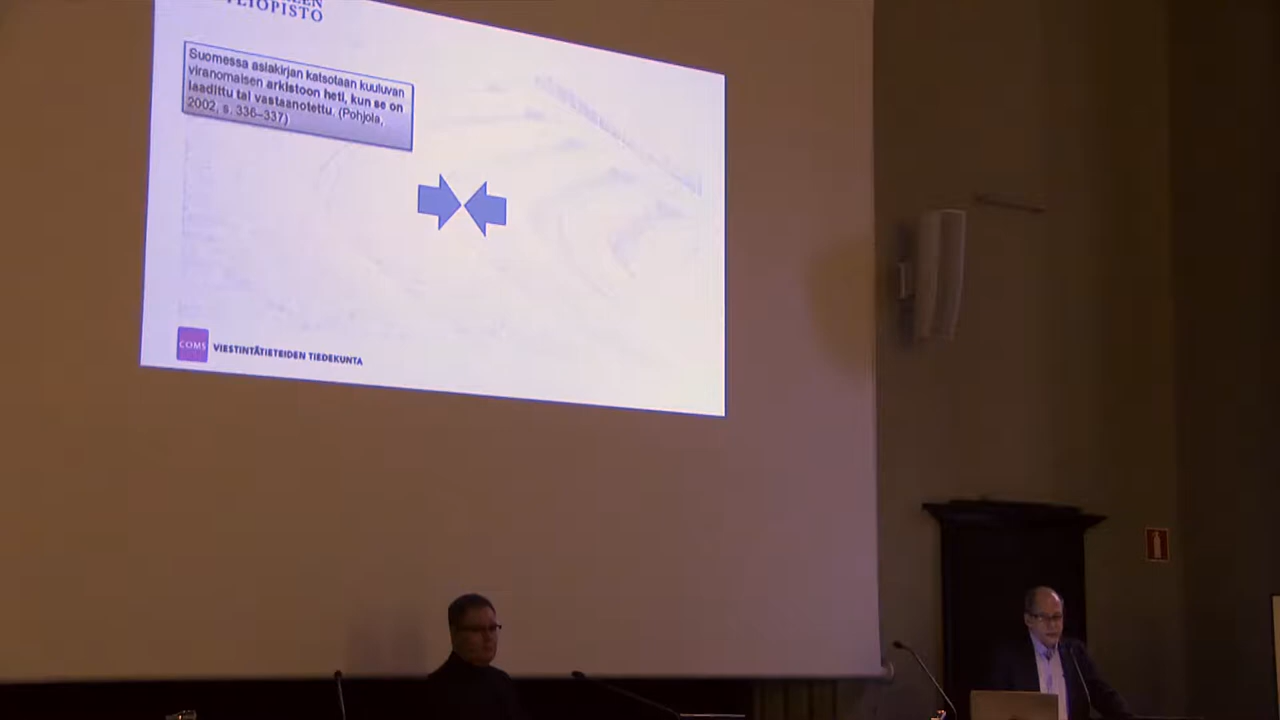 YLIOPISTO
Suomessa asiakirjan katsotaan kuuluvan
viranomaisen arkistoon heti, kun se on
laadittu tai vastaanotettu. (Pohjola,
2002, s. 336–337)
COMS VIESTINTÄTIETEIDEN TIEDEKUNTA